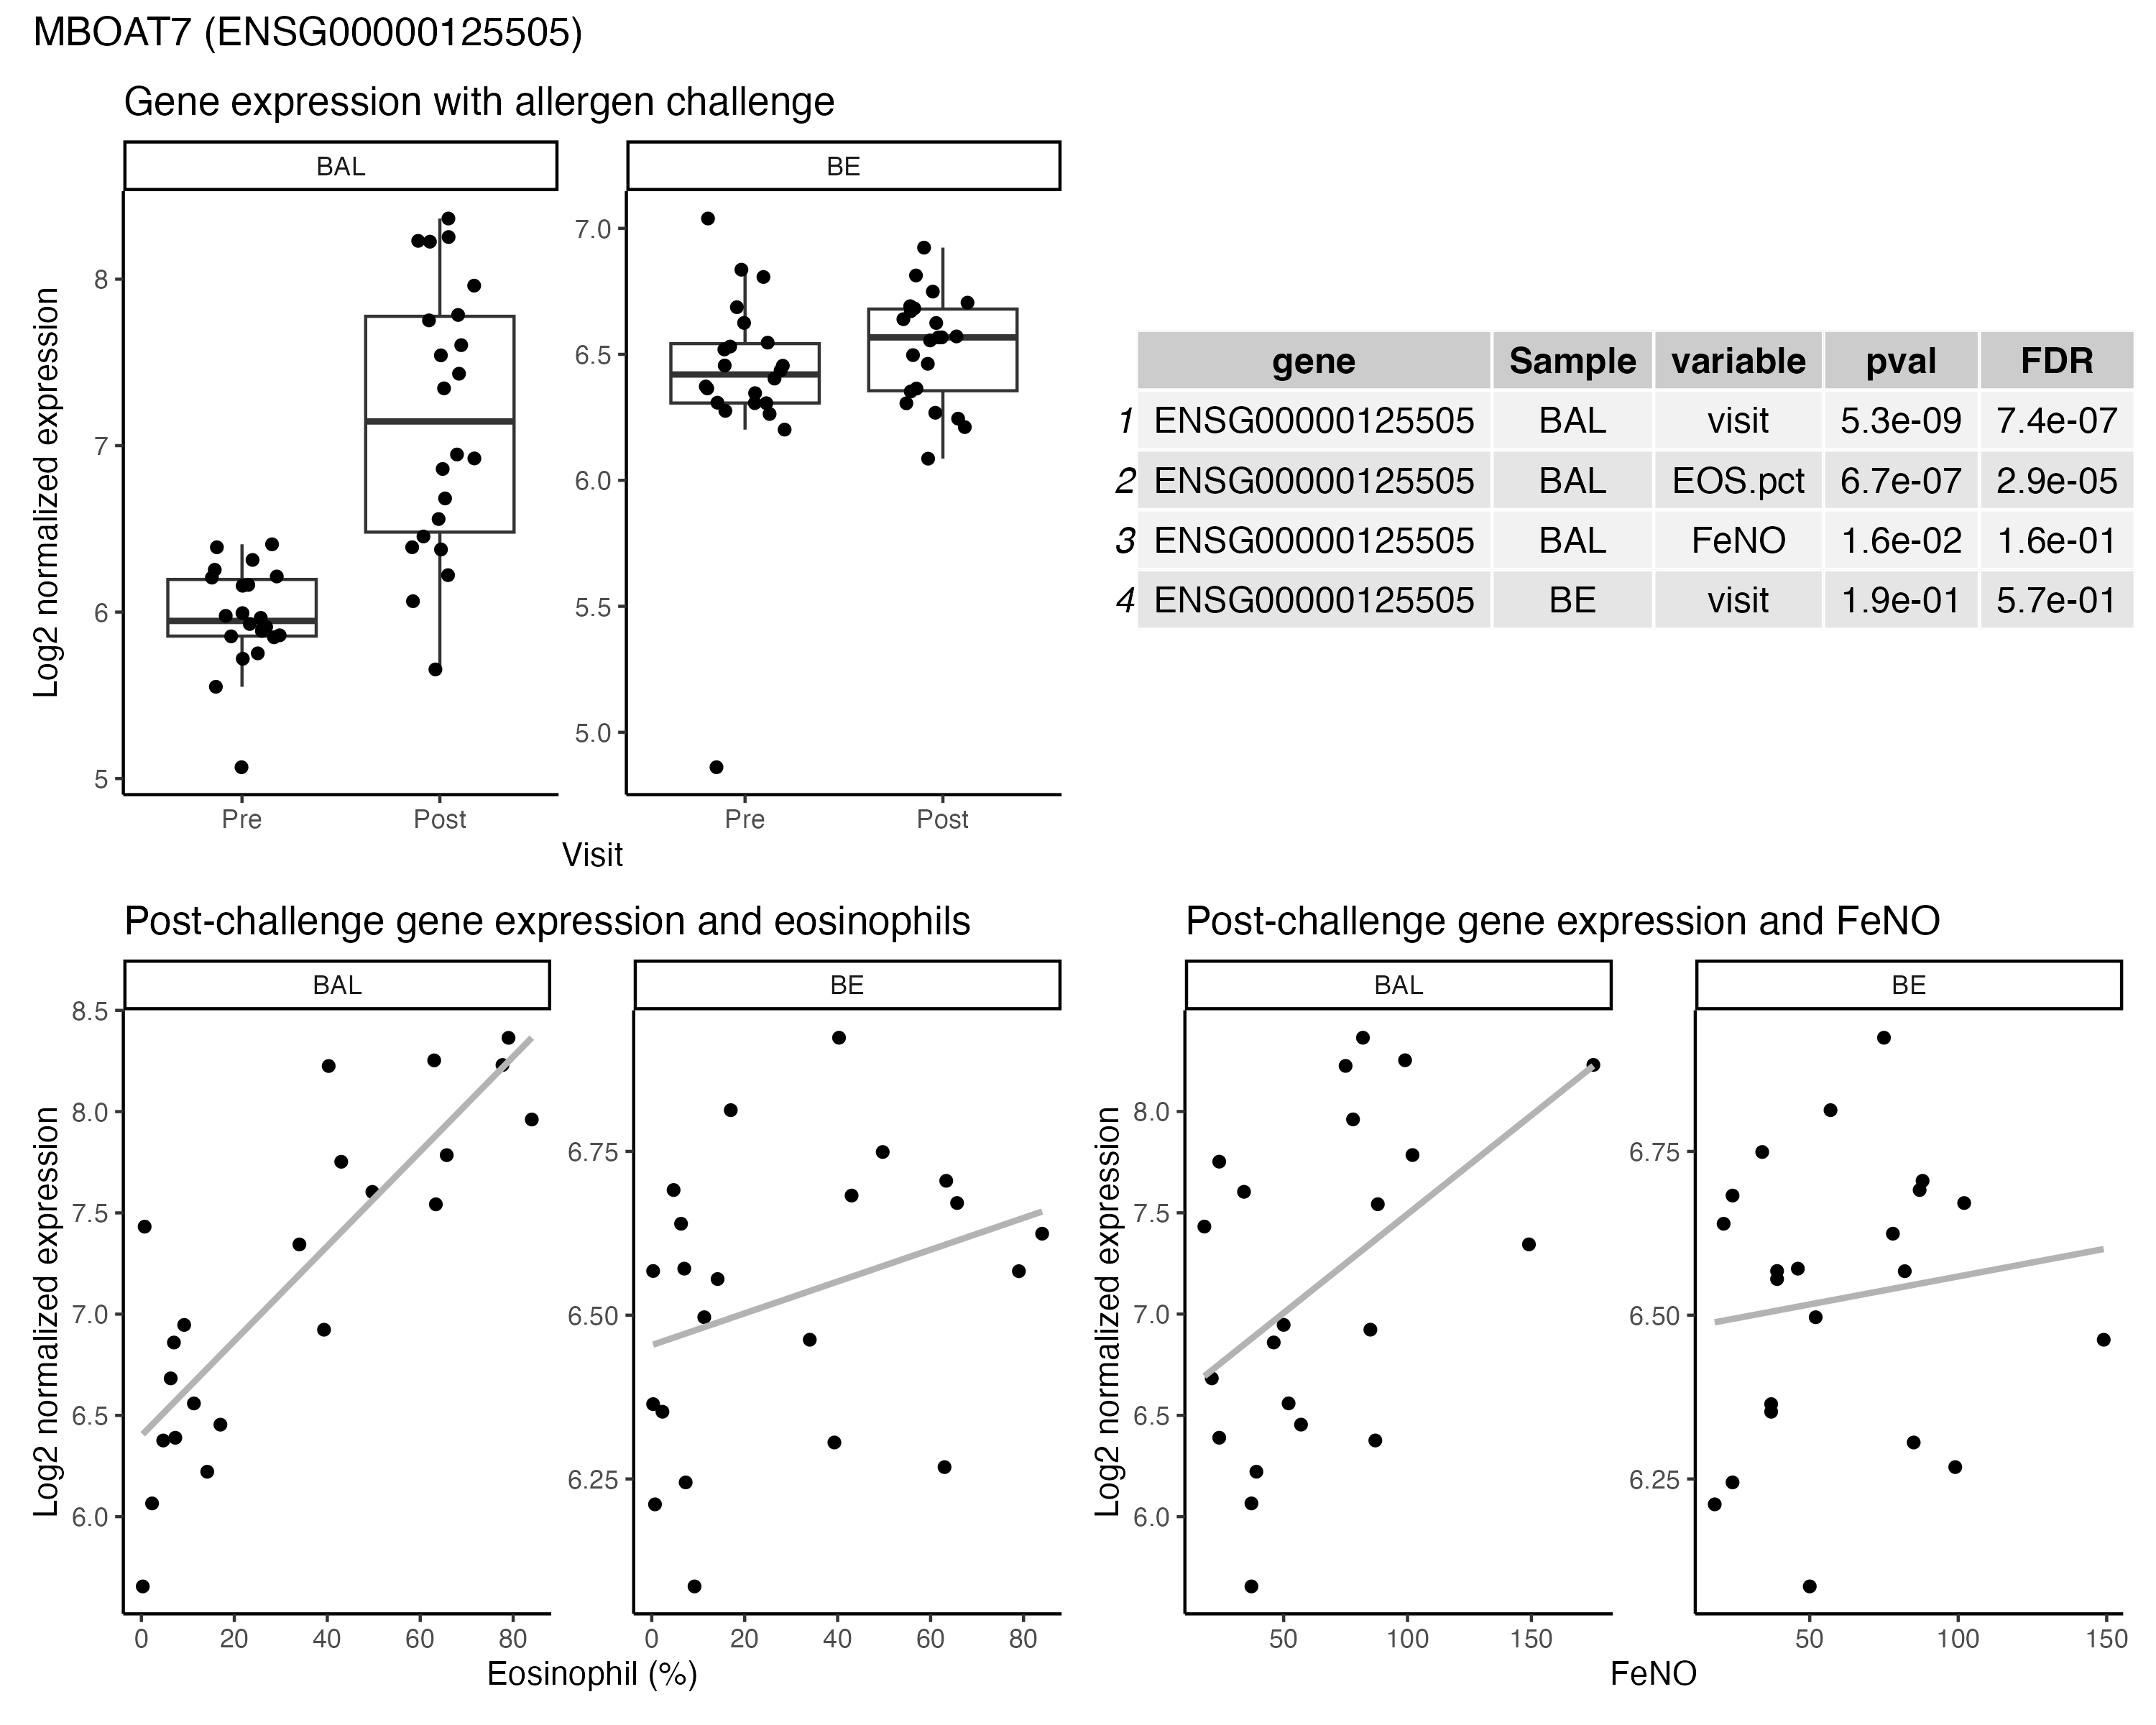 MBOAT7 (ENSG00000125505)
Gene expression with allergen challenge
BAL
BE
Log2 normalized expression
8
7
6
5
7.0
6.5
6.0
5.5
5.0
Pre
Post
Pre
Post
Visit
gene Sample variable pval FDR
1 ENSG00000125505 BAL visit 5.3e-09 7.4e-07
2 ENSG00000125505 BAL EOS.pct 6.7e-07 2.9e-05
3 ENSG00000125505 BAL FeNO 1.6e-02 1.6e-01
4 ENSG00000125505 BE visit 1.9e-01 5.7e-01
Post-challenge gene expression and eosinophils
BAL
BE
Log2 normalized expression
8.5
8.0
7.5
7.0
6.5
6.0
6.75
6.50
6.25
0 20 40 60 80
0 20 40 60 80
Eosinophil (%)
Post-challenge gene expression and FeNO
BAL
BE
Log2 normalized expression
8.0
7.5
7.0
6.5
6.0
6.75
6.50
6.25
50 100 150
50 100 150
FeNO